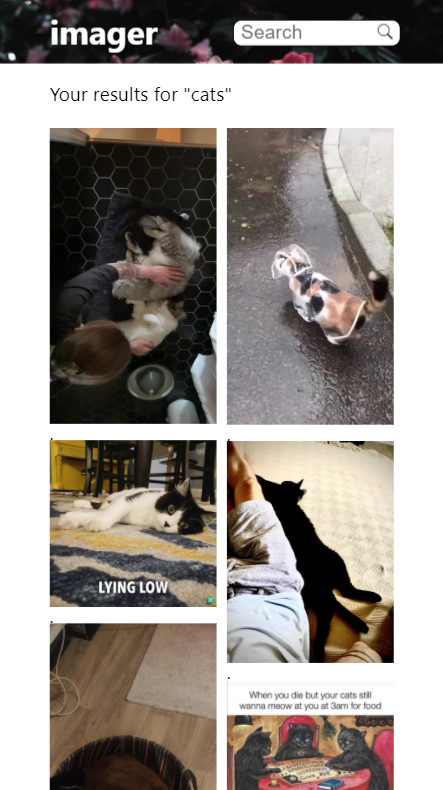 imager
Search
Your results for "cats"
LYING LOW
When you die but your cats still
wanna meow at you at 3am for food